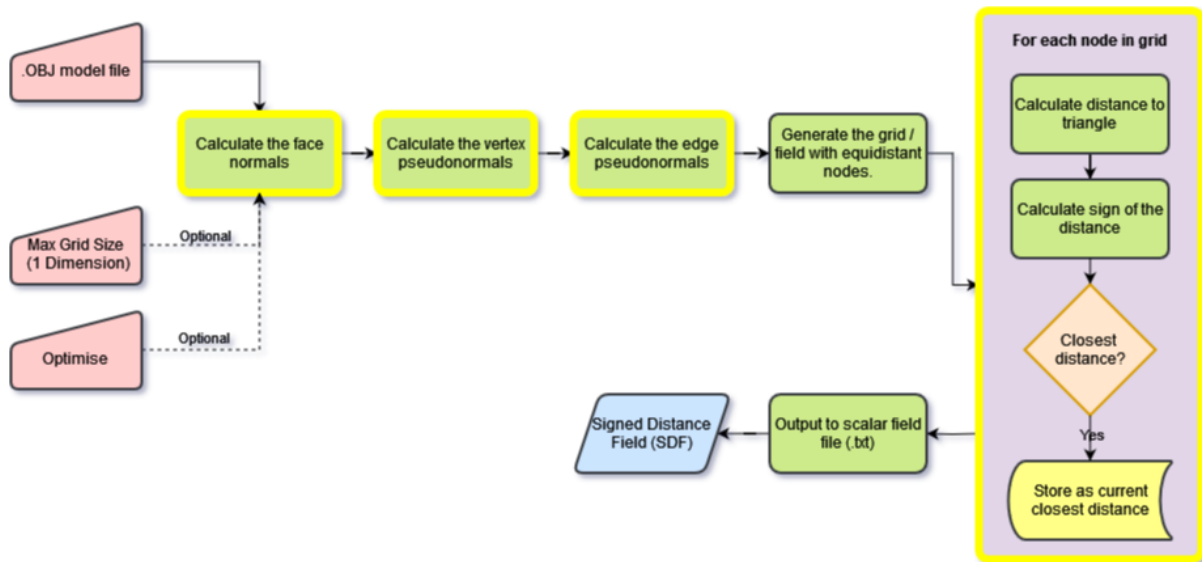 .OBJ model file
Max Grid Size
(1 Dimension)
Optimise
Optional
Optional
Calculate the face
normals
Calculate the vertex
pseudonormals
Calculate the edge
pseudonormals
Generate the grid /
field with equidistant
nodes.
For each node in grid
Calculate distance to
triangle
Calculate sign of the
distance
Closest
distance?
Yes
Store as current
closest distance
Output to scalar field
file (.txt)
Signed Distance
Field (SDF)